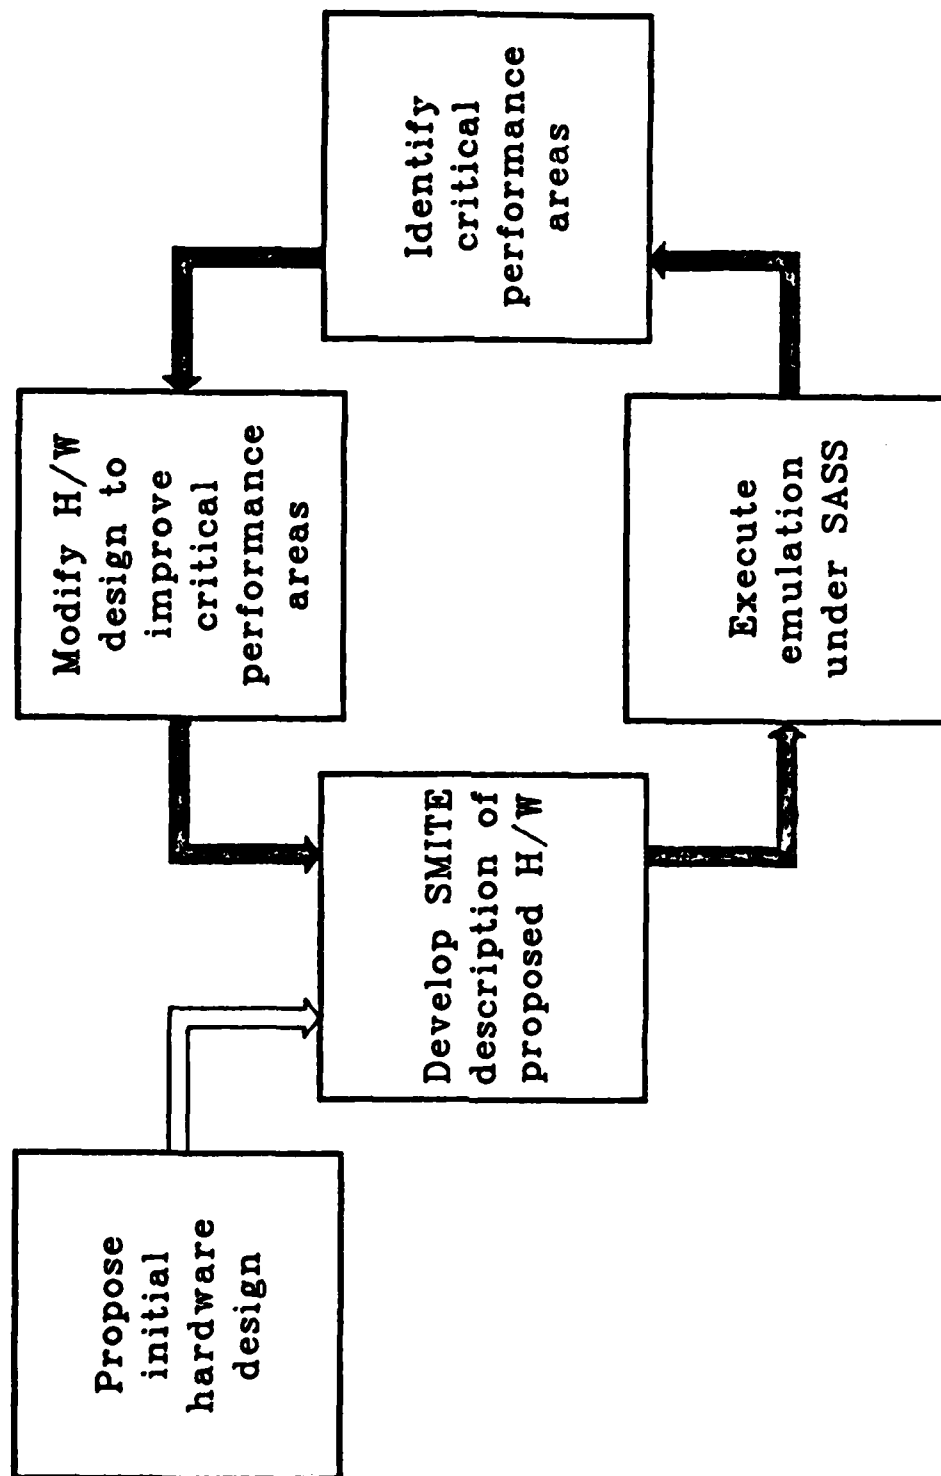 Propose
initial
hardware
design
Develop SMITE
description of
proposed H/W
Modify H/W
design to
improve
critical
performance
areas
Execute
emulation
under SASS
Identify
critical
performance
areas